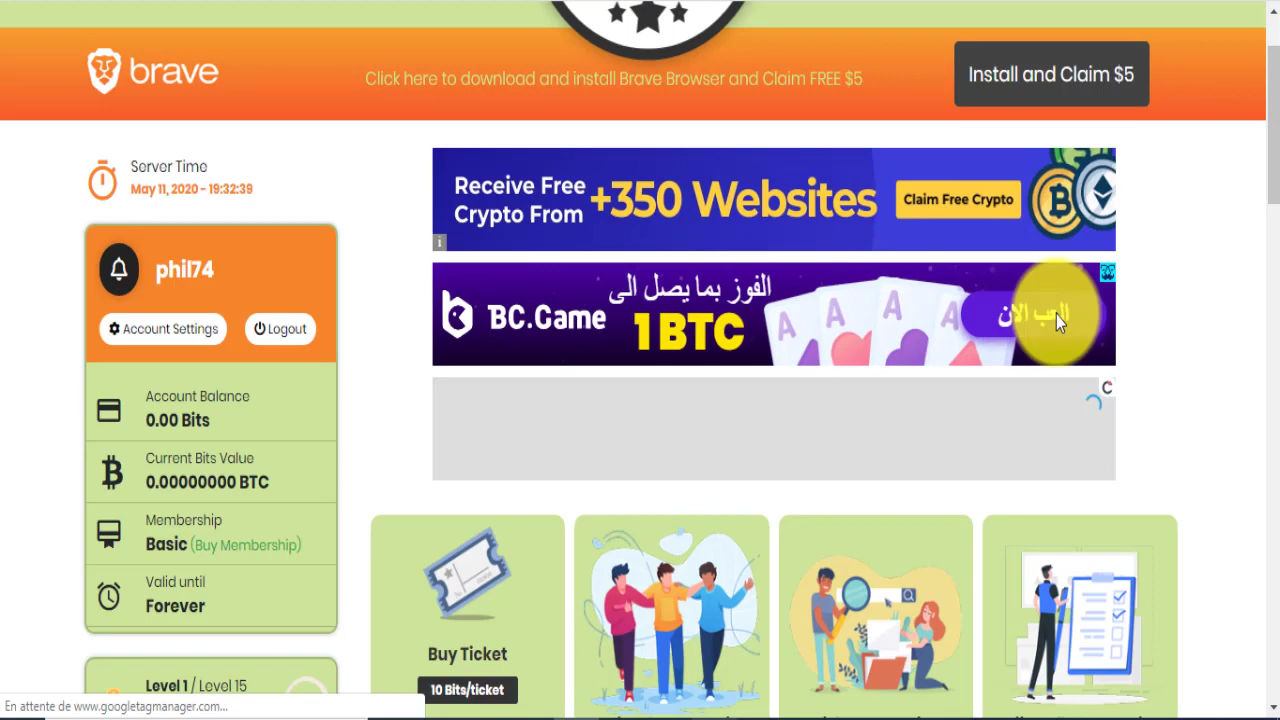 brave
Click here to download and install Brave Browser and Claim FREE $5
Install and Claim $5
Server Time
May 11, 2020 - 19:32:39
phil74
Account Settings
Logout
Account Balance
0.00 Bits
Current Bits Value
0.00000000 BTC
Membership
Basic (Buy Membership)
Valid until
Forever
Level 1 / Level 15
Receive Free
Crypto From
+350 Websites
Claim Free Crypto
BC.Game
الفوز بما يصل الى
1 BTC
العب الان
A A A A
Buy Ticket
10 Bits/ticket
En attente de www.googletagmanager.com...